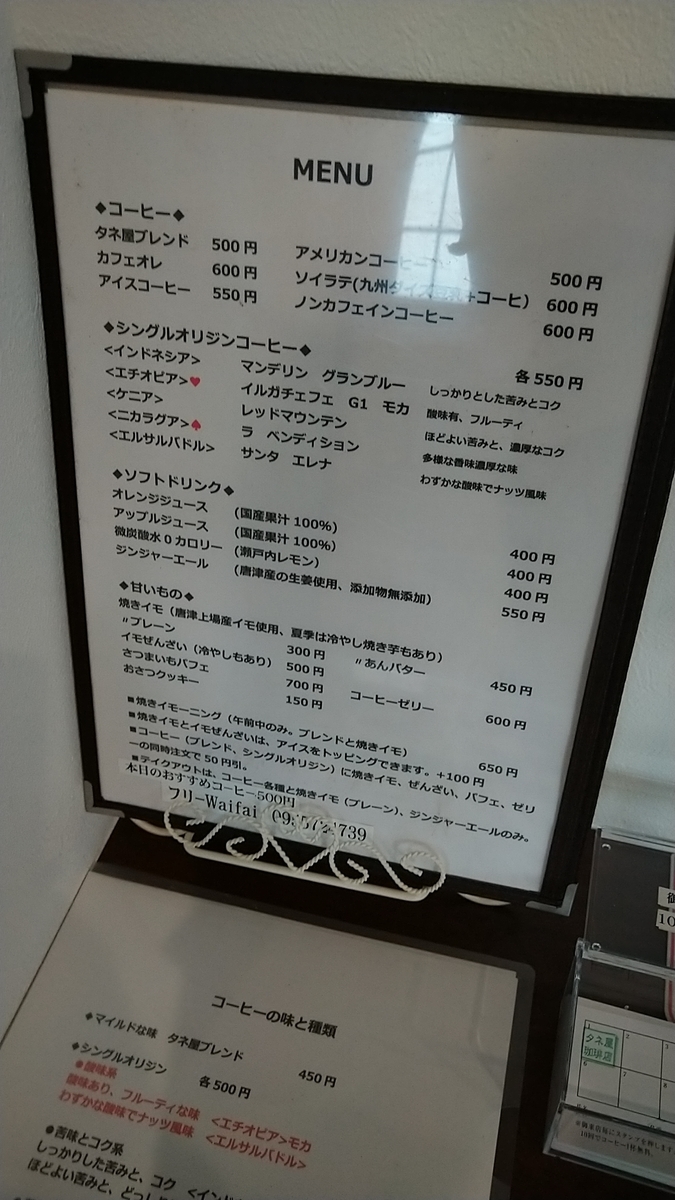 MENU
◆コーヒー◆
タネ屋ブレンド 500円 アメリカンコーヒー 500円
カフェオレ 600円 ソイラテ(九州ダイズ +コーヒ) 600円
アイスコーヒー 550円 ノンカフェインコーヒー 600円
◆シングルオリジンコーヒー◆ 各550円
<インドネシア> マンデリン グランブルー しっかりとした苦みとコク
<エチオピア>♥ イルガチェフェ G1 モカ 酸味有、フルーティ
<ケニア> レッドマウンテン ほどよい苦みと、濃厚なコク
<ニカラグア>♠ ラ ベンディション 多様な香味濃厚な味
<エルサルバドル> サンタ エレナ わずかな酸味でナッツ風味
◆ソフトドリンク◆
オレンジジュース (国産果汁100%) 400円
アップルジュース (国産果汁100%) 400円
微炭酸水0カロリー (瀬戸内レモン) 400円
ジンジャーエール (唐津産の生姜使用、添加物無添加) 550円
◆甘いもの◆
焼きイモ（唐津上場産イモ使用、夏季は冷やし焼き芋もあり）
〃プレーン 300円 〃あんバター 450円
イモぜんざい（冷やしもあり） 500円
さつまいもパフェ 700円 コーヒーゼリー 600円
おさつクッキー 150円
■焼きイモーニング（午前中のみ。ブレンドと焼きイモ） 650円
■焼きイモとイモぜんざいは、アイスをトッピングできます。+100円
■コーヒー（ブレンド、シングルオリジン）に焼きイモ、ぜんざい、パフェ、ゼリ
ーの同時注文で50円引。
■テイクアウトは、コーヒー各種と焼きイモ（プレーン）、ジンジャーエールのみ。
本日のおすすめコーヒー500円
フリーWaifai
コーヒーの味と種類
◆マイルドな味 タネ屋ブレンド 450円
◆シングルオリジン 各500円
●酸味系
酸味あり、フルーティな味 <エチオピア>モカ
わずかな酸味でナッツ風味 <エルサルバドル>
●苦味とコク系
しっかりした苦みと、コク <インド
ほどよい苦みと、
御
10
タネ屋
珈琲店
1 2 3
6 7 8